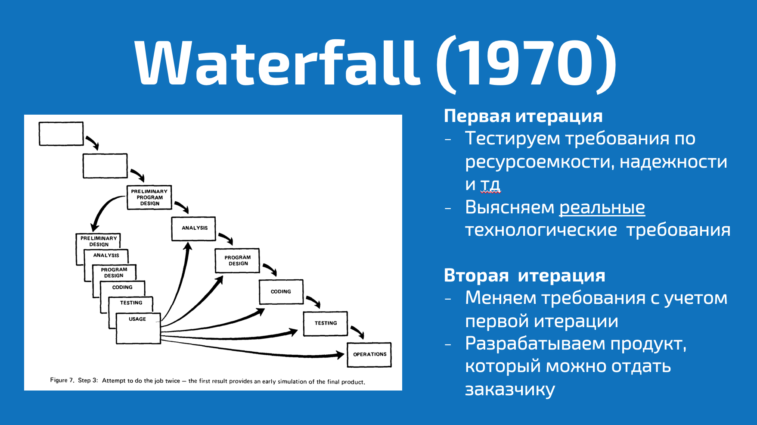 Waterfall (1970)
PRELIMINARY
PROGRAM
DESIGN
ANALYSIS
PROGRAM
DESIGN
CODING
TESTING
OPERATIONS
PRELIMINARY
DESIGN
ANALYSIS
PROGRAM
DESIGN
CODING
TESTING
USAGE
Figure 7. Step 3: Attempt to do the job twice — the first result provides an early simulation of the final product.
Первая итерация
- Тестируем требования по
ресурсоемкости, надежности
и тд
- Выясняем реальные
технологические требования
Вторая итерация
- Меняем требования с учетом
первой итерации
- Разрабатываем продукт,
который можно отдать
заказчику